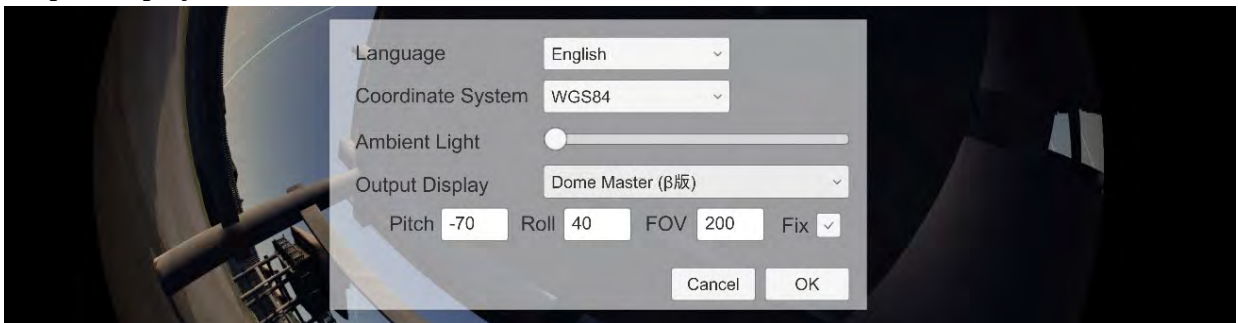 Language English
Coordinate System WGS84
Ambient Light
Output Display Dome Master (β版)
Pitch -70 Roll 40 FOV 200 Fix
Cancel OK